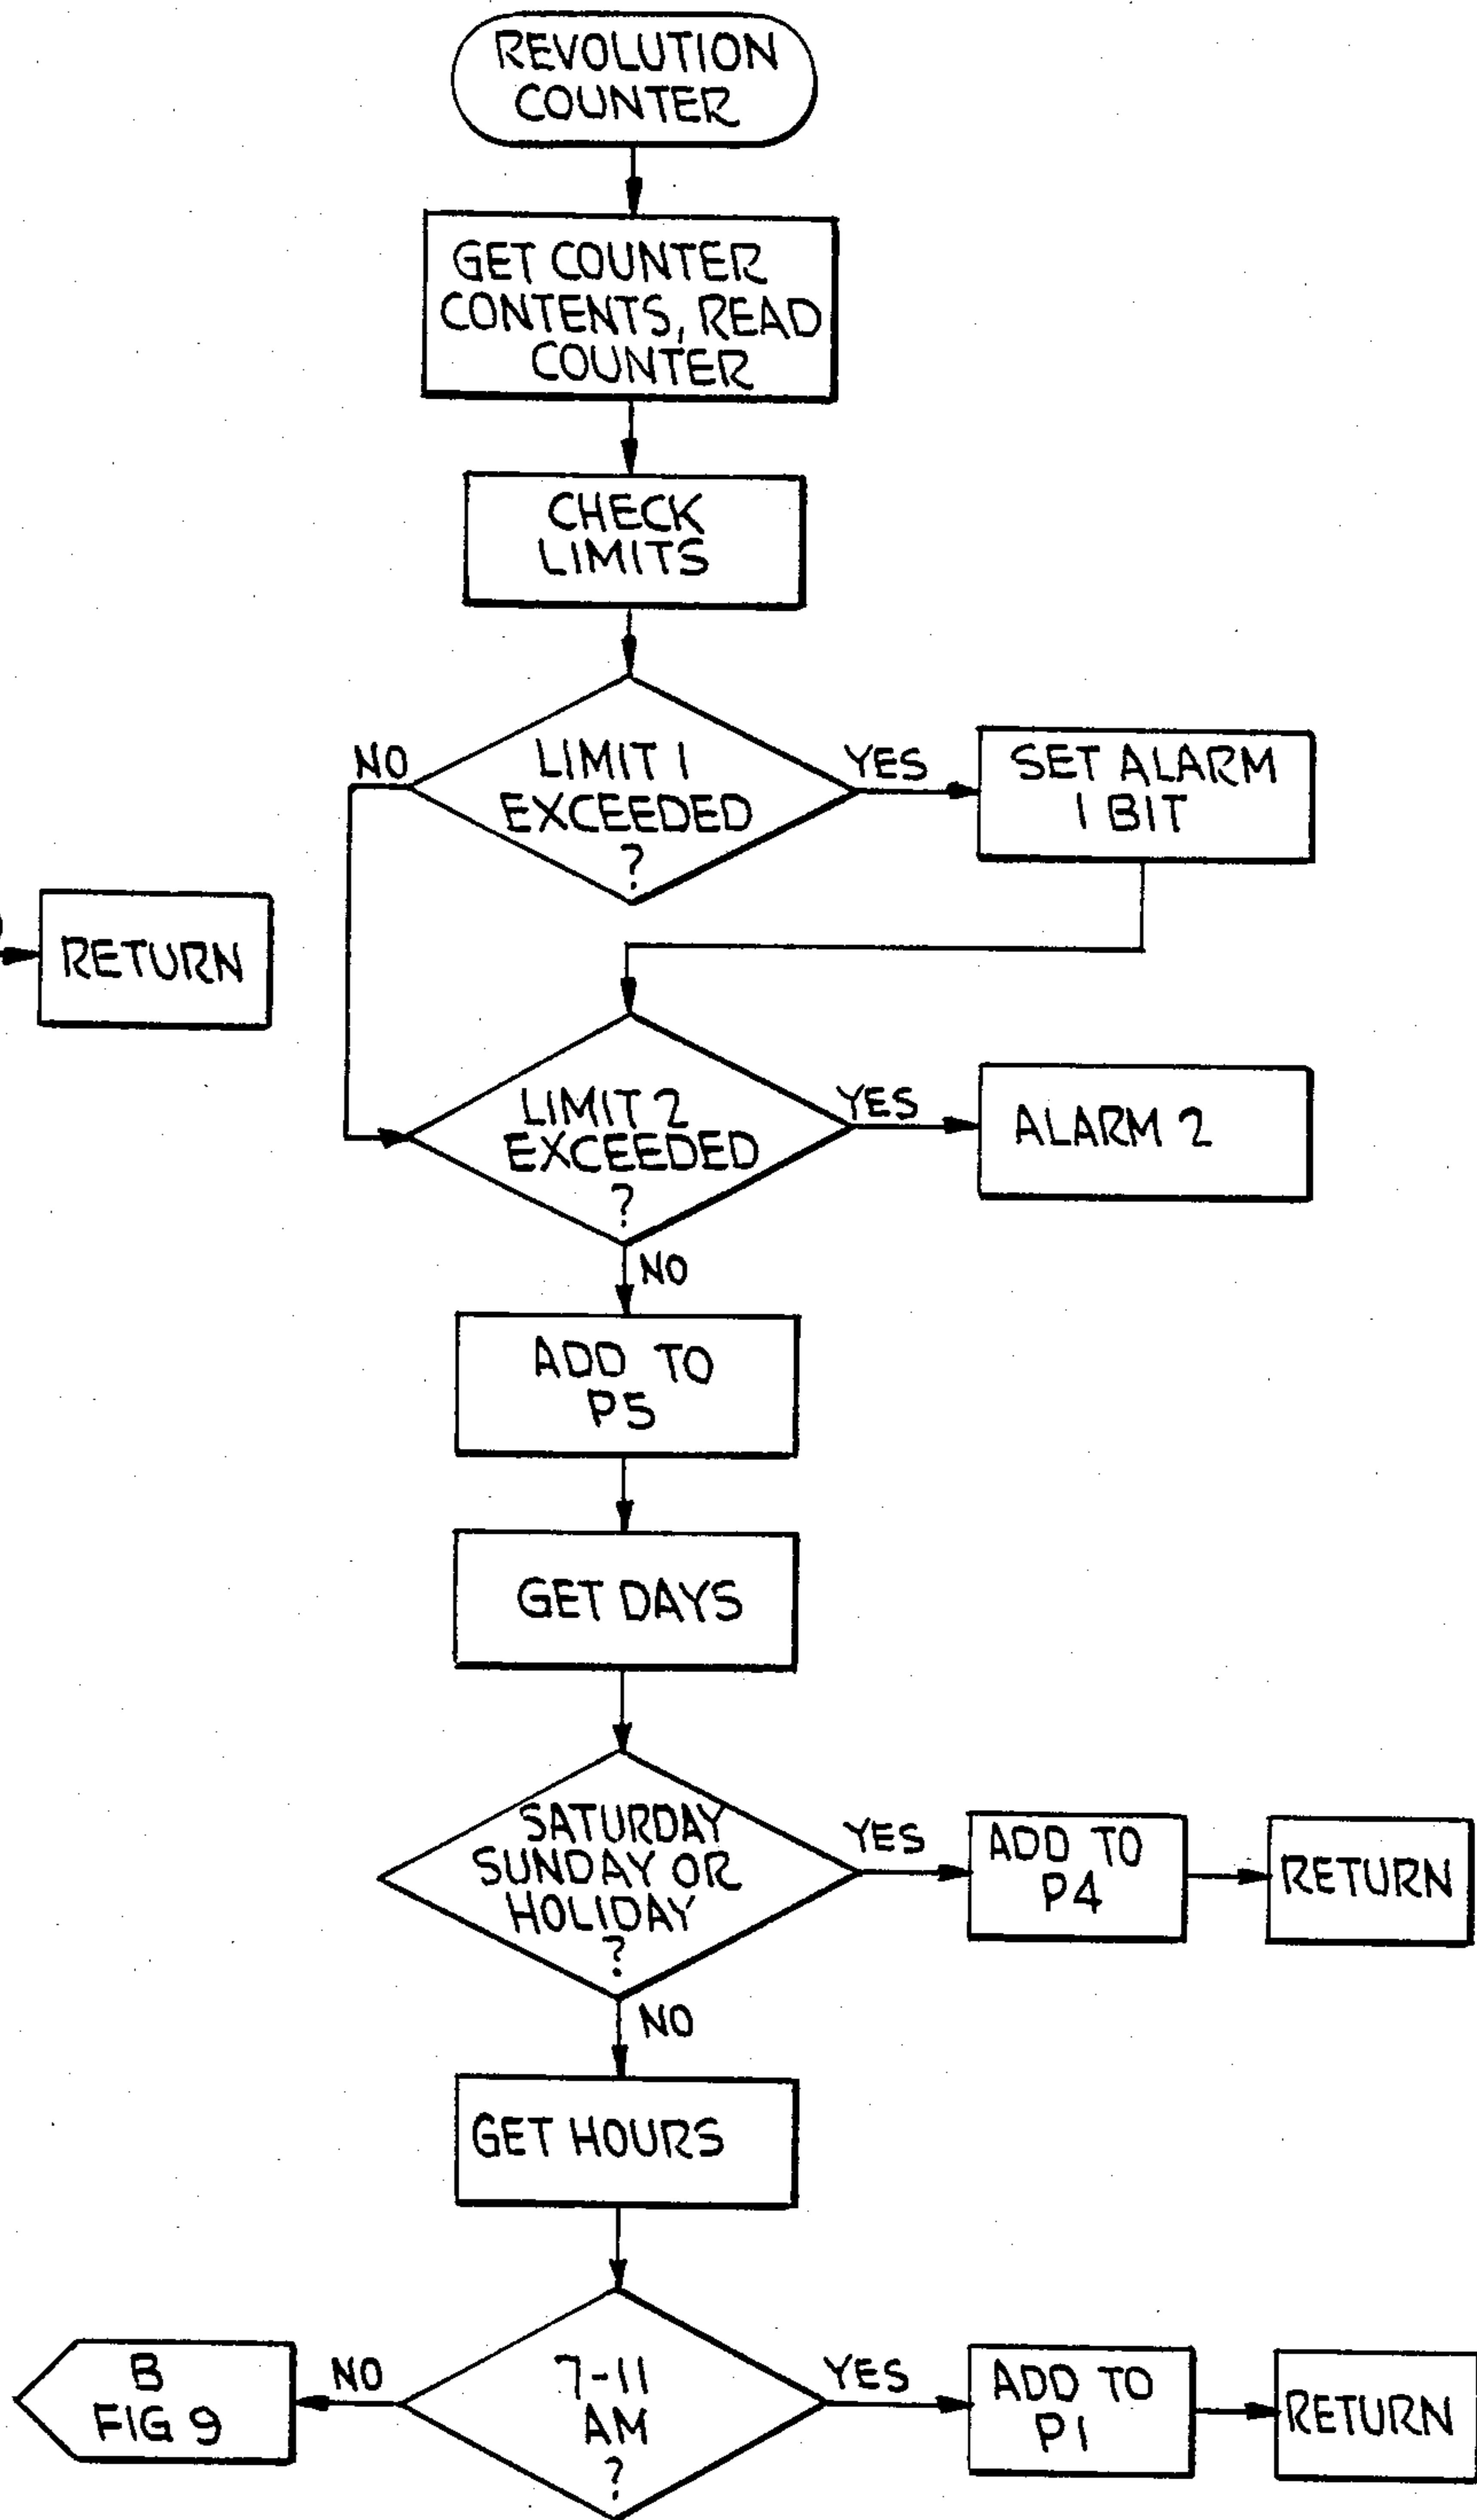 REVOLUTION
COUNTER
GET COUNTER
CONTENTS, READ
COUNTER
CHECK
LIMITS
NO
LIMIT 1
EXCEEDED
?
YES
SET ALARM
1 BIT
RETURN
LIMIT 2
EXCEEDED
?
YES
ALARM 2
NO
ADD TO
P5
GET DAYS
SATURDAY
SUNDAY OR
HOLIDAY
?
YES
ADD TO
P4
RETURN
NO
GET HOURS
7-11
AM
?
NO
B
FIG 9
YES
ADD TO
P1
RETURN